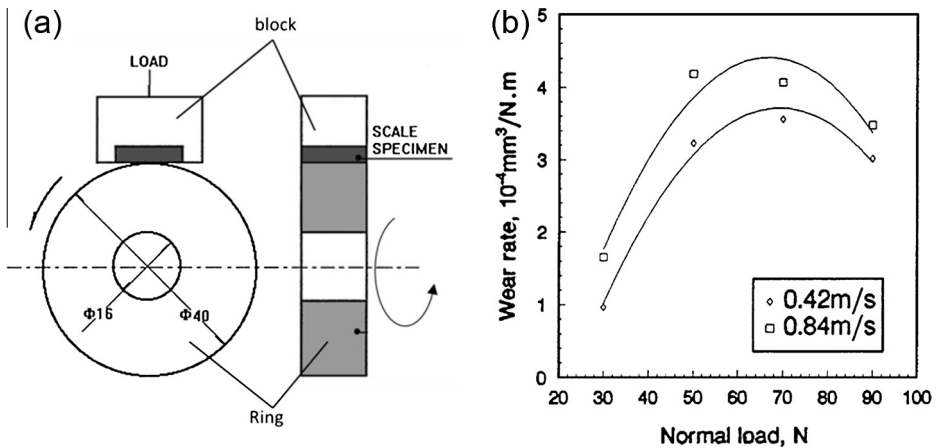 (a)
block
LOAD
SCALE
SPECIMEN
Φ16
Φ40
Ring
(b)
Wear rate, 10⁻⁴mm³/N.m
5
4
3
2
1
0
0.42m/s
0.84m/s
20 30 40 50 60 70 80 90 100
Normal load, N